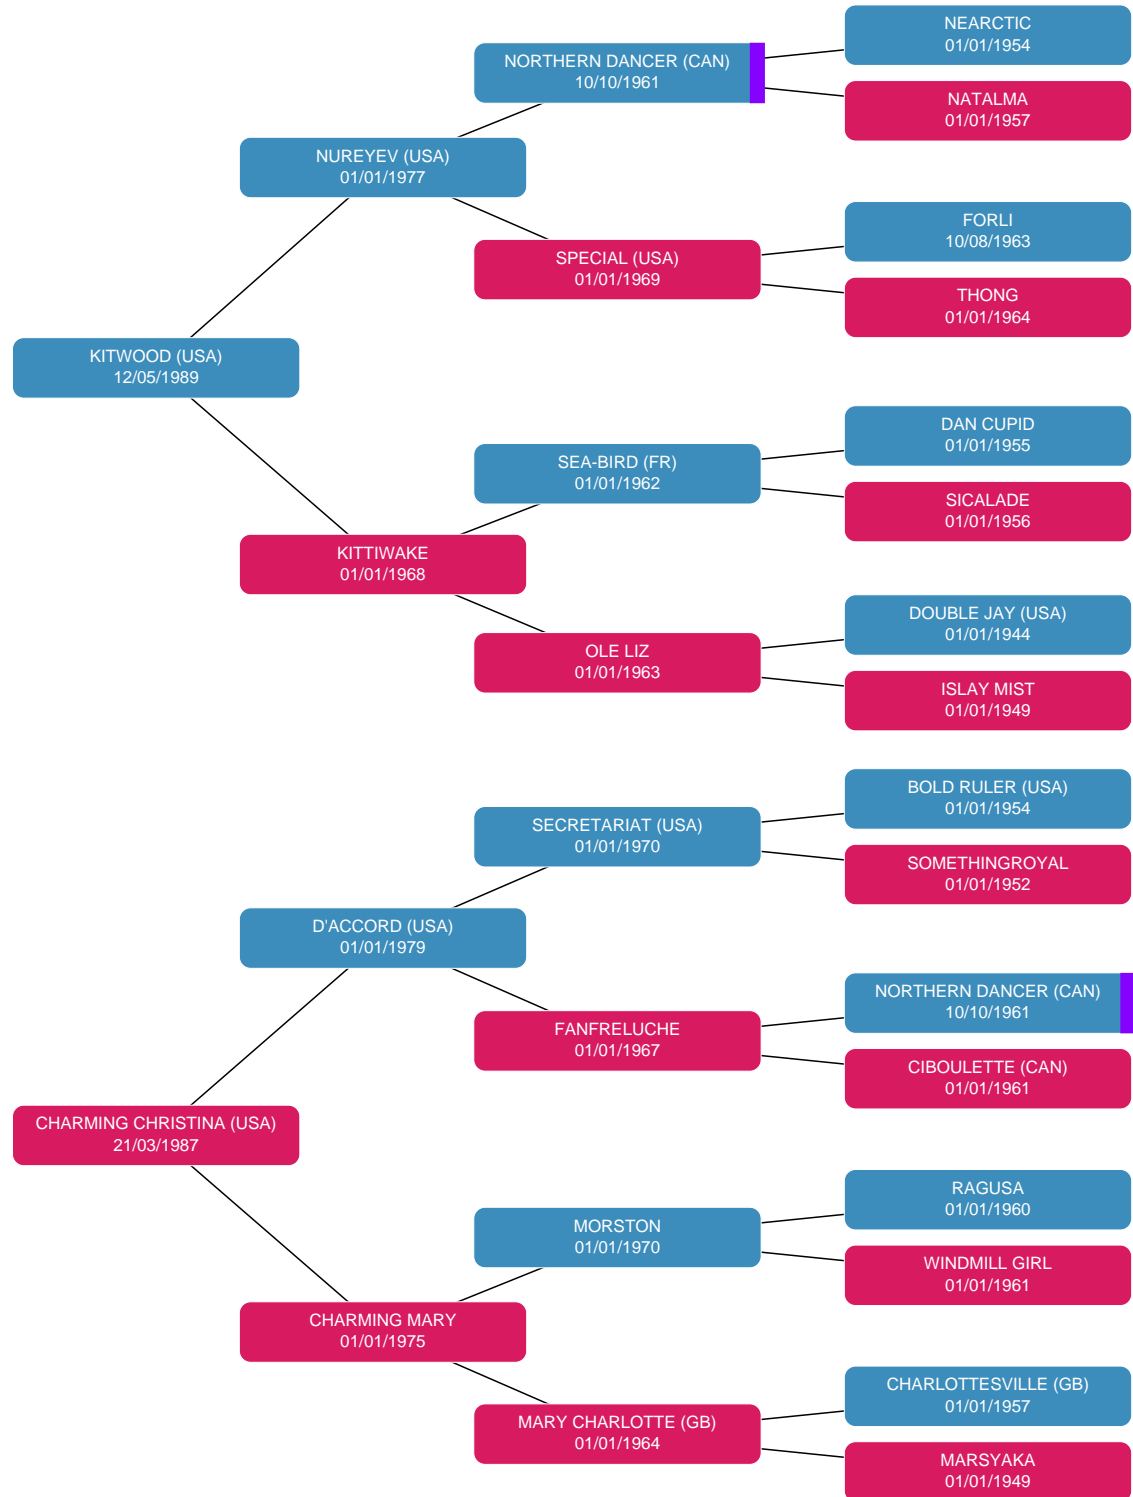 NEARCTIC
01/01/1954
NORTHERN DANCER (CAN)
10/10/1961
NATALMA
01/01/1957
NUREYEV (USA)
01/01/1977
FORLI
10/08/1963
SPECIAL (USA)
01/01/1969
THONG
01/01/1964
KITWOOD (USA)
12/05/1989
DAN CUPID
01/01/1955
SEA-BIRD (FR)
01/01/1962
SICALADE
01/01/1956
KITTIWAKE
01/01/1968
DOUBLE JAY (USA)
01/01/1944
OLE LIZ
01/01/1963
ISLAY MIST
01/01/1949
BOLD RULER (USA)
01/01/1954
SECRETARIAT (USA)
01/01/1970
SOMETHINGROYAL
01/01/1952
D'ACCORD (USA)
01/01/1979
NORTHERN DANCER (CAN)
10/10/1961
FANFRELUCHE
01/01/1967
CIBOULETTE (CAN)
01/01/1961
CHARMING CHRISTINA (USA)
21/03/1987
RAGUSA
01/01/1960
MORSTON
01/01/1970
WINDMILL GIRL
01/01/1961
CHARMING MARY
01/01/1975
CHARLOTTESVILLE (GB)
01/01/1957
MARY CHARLOTTE (GB)
01/01/1964
MARSYAKA
01/01/1949